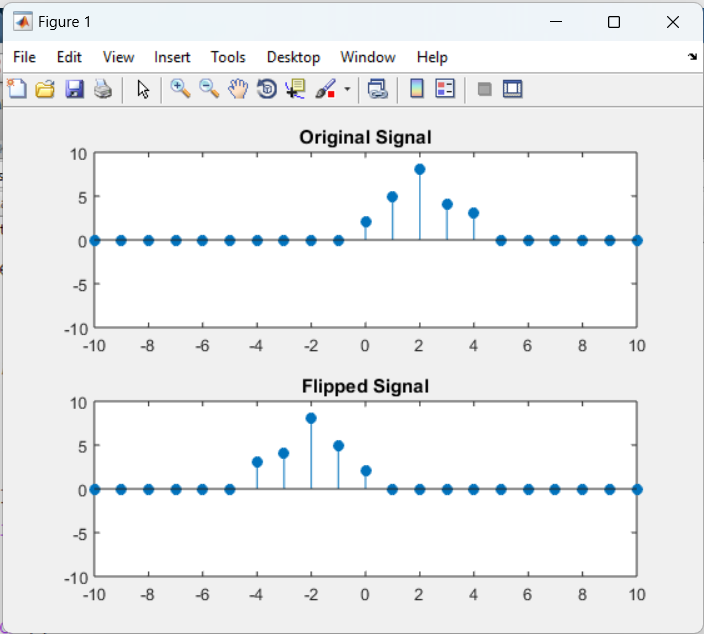 Figure 1
File Edit View Insert Tools Desktop Window Help
Original Signal
10
5
0
-5
-10
-10 -8 -6 -4 -2 0 2 4 6 8 10
Flipped Signal
10
5
0
-5
-10
-10 -8 -6 -4 -2 0 2 4 6 8 10